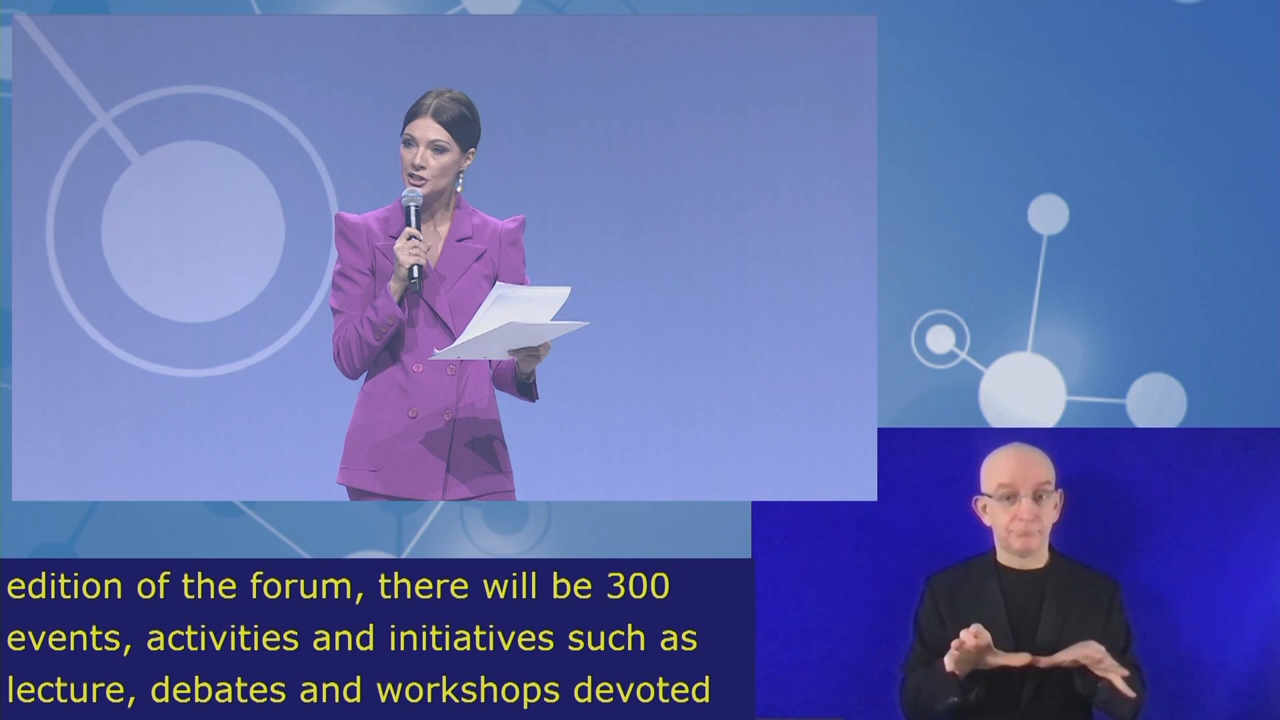 edition of the forum, there will be 300
events, activities and initiatives such as
lecture, debates and workshops devoted